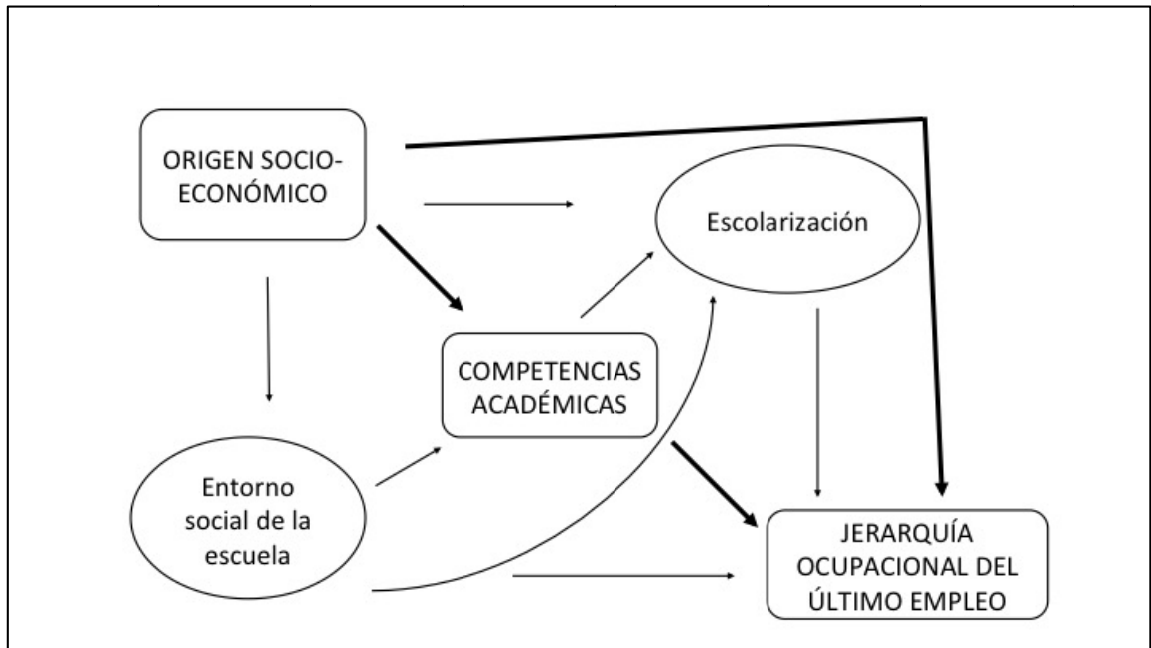 ORIGEN SOCIO-
ECONÓMICO
Escolarización
COMPETENCIAS
ACADÉMICAS
Entorno
social de la
escuela
JERARQUÍA
OCUPACIONAL DEL
ÚLTIMO EMPLEO